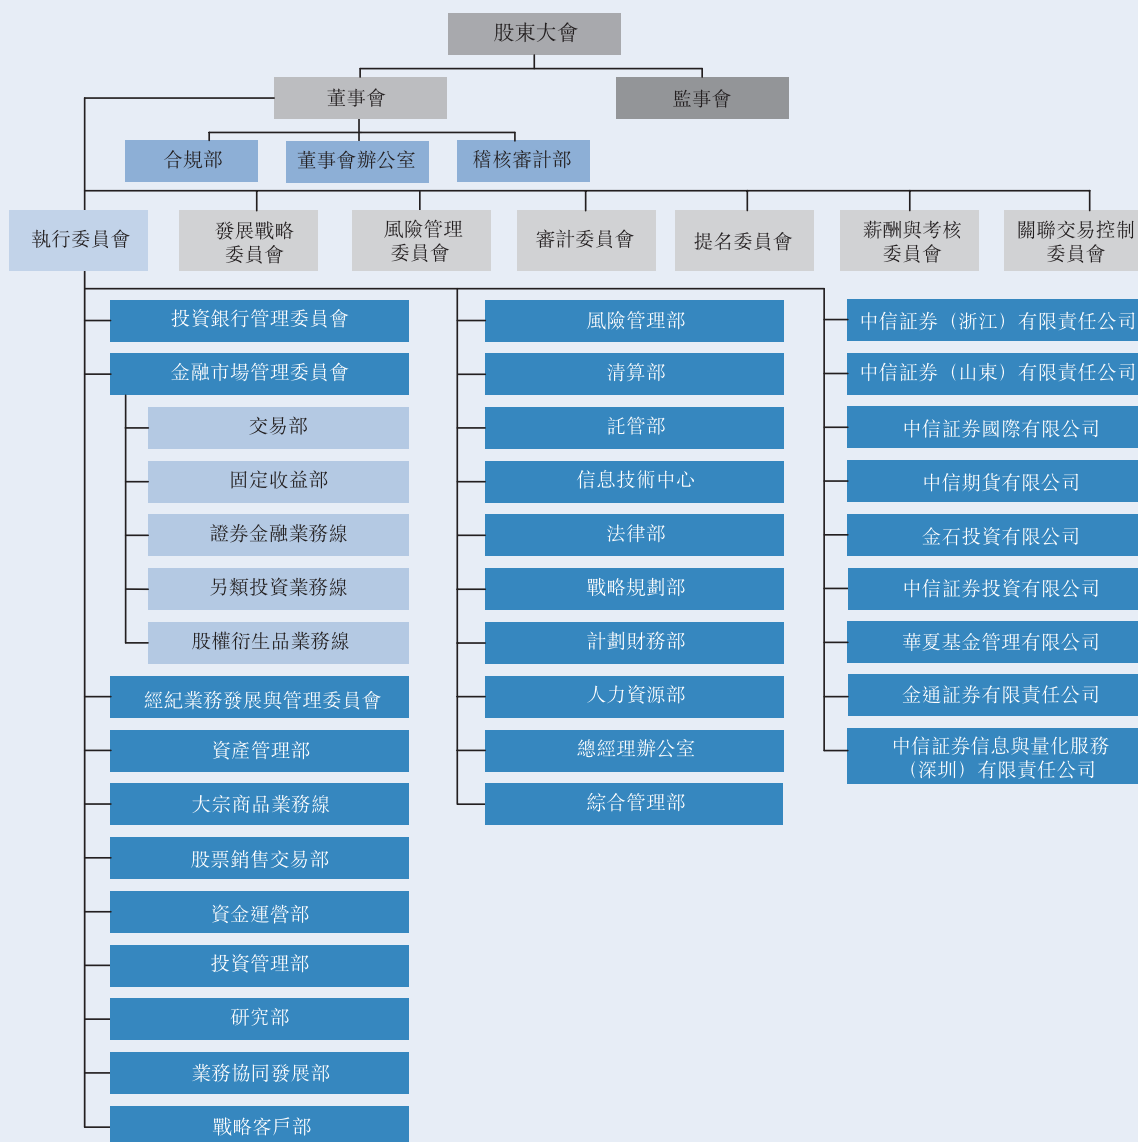 股東大會
董事會
監事會
合規部
董事會辦公室
稽核審計部
執行委員會
發展戰略
委員會
風險管理
委員會
審計委員會
提名委員會
薪酬與考核
委員會
關聯交易控制
委員會
投資銀行管理委員會
金融市場管理委員會
交易部
固定收益部
證券金融業務線
另類投資業務線
股權衍生品業務線
經紀業務發展與管理委員會
資產管理部
大宗商品業務線
股票銷售交易部
資金運營部
投資管理部
研究部
業務協同發展部
戰略客戶部
風險管理部
清算部
託管部
信息技術中心
法律部
戰略規劃部
計劃財務部
人力資源部
總經理辦公室
綜合管理部
中信証券（浙江）有限責任公司
中信証券（山東）有限責任公司
中信証券國際有限公司
中信期貨有限公司
金石投資有限公司
中信証券投資有限公司
華夏基金管理有限公司
金通証券有限責任公司
中信証券信息與量化服務
（深圳）有限責任公司